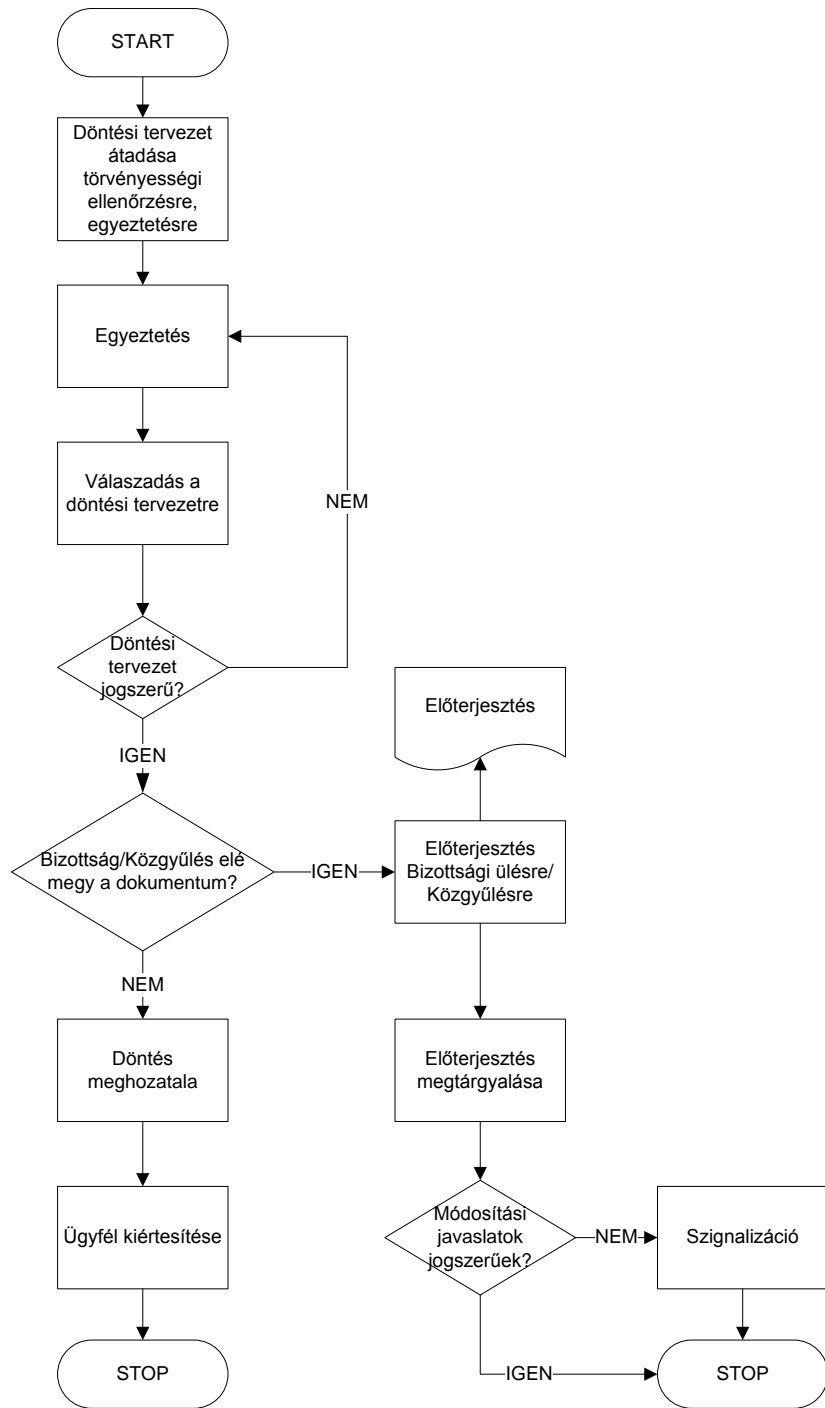 START
Döntési tervezet
átadása
törvényességi
ellenőrzésre,
egyeztetésre
Egyeztetés
Válaszadás a
döntési tervezetre
NEM
Döntési
tervezet
jogszerű?
IGEN
Előterjesztés
Bizottság/Közgyűlés elé
megy a dokumentum?
IGEN
Előterjesztés
Bizottsági ülésre/
Közgyűlésre
NEM
Döntés
meghozatala
Előterjesztés
megtárgyalása
Ügyfél kiértesítése
Módosítási
javaslatok
jogszerűek?
NEM
Szignalizáció
STOP
IGEN
STOP